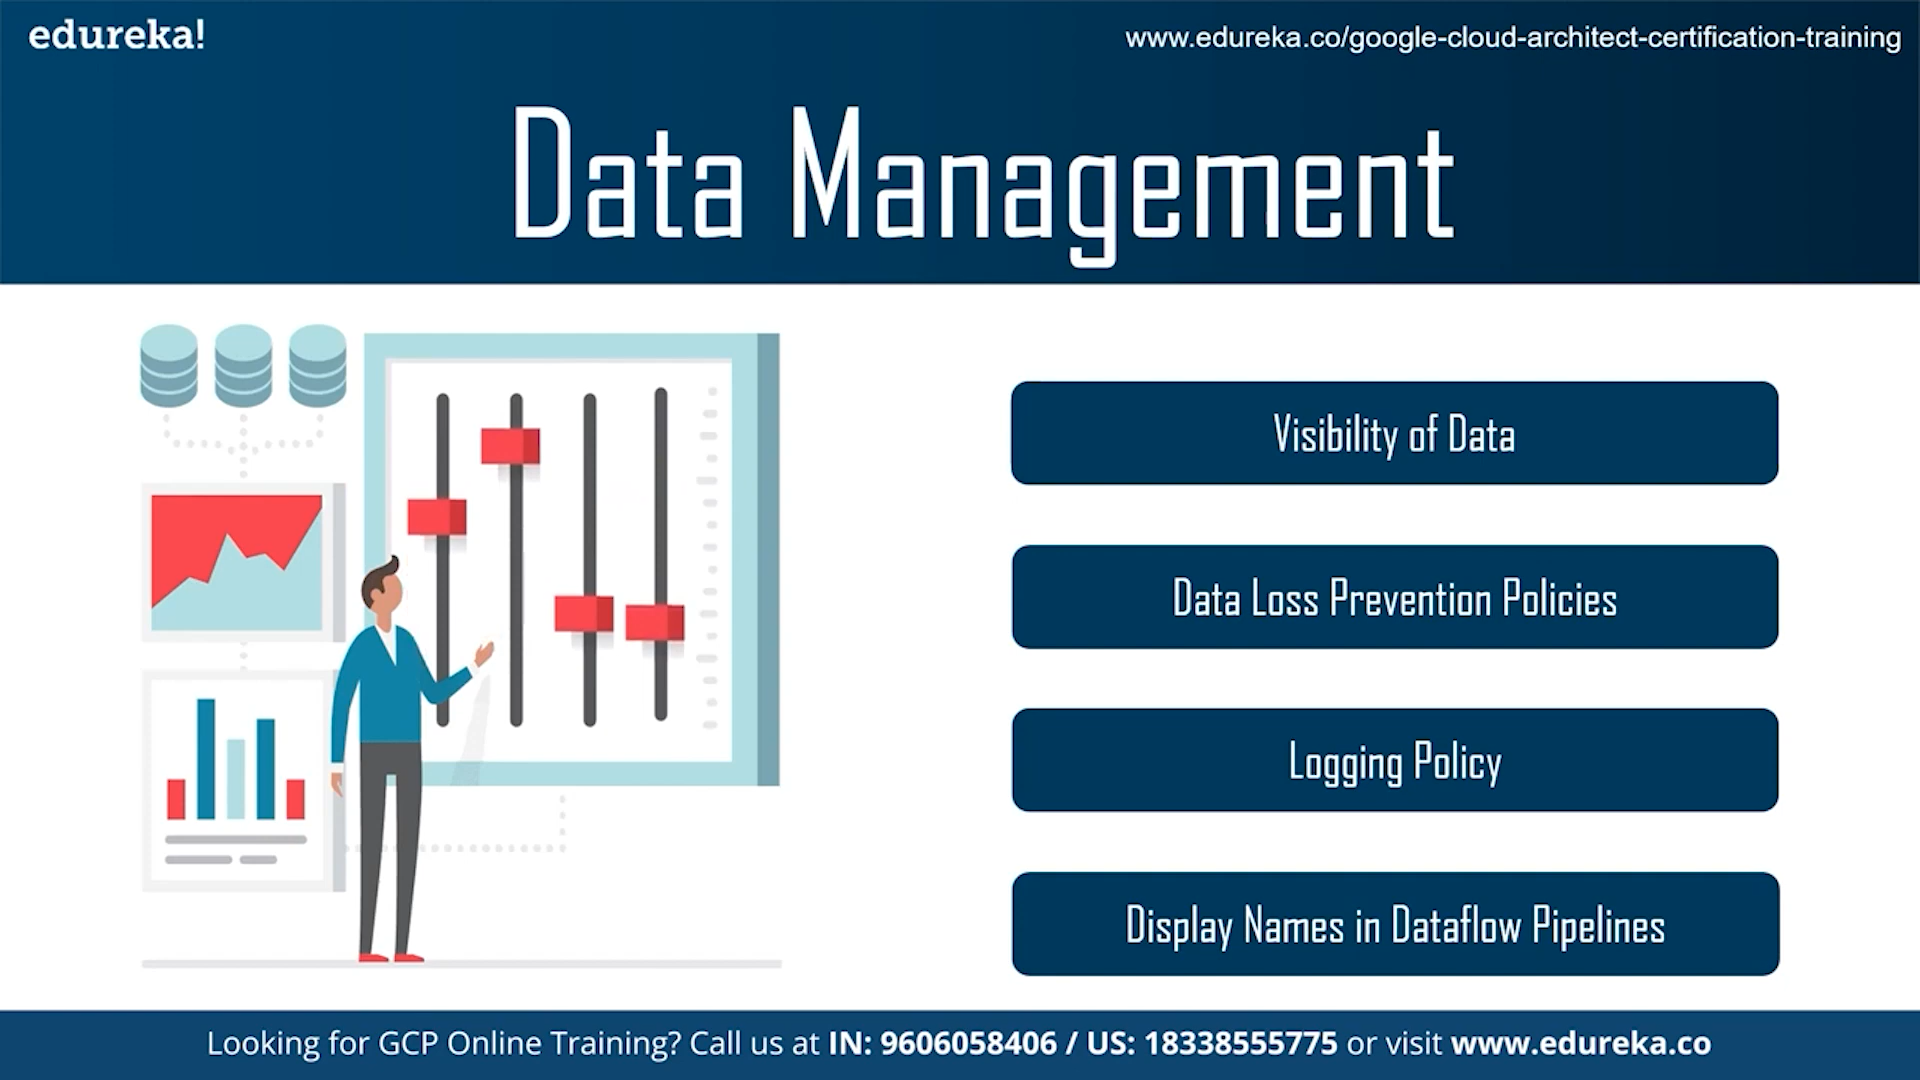 edureka!
www.edureka.co/google-cloud-architect-certification-training
Data Management
Visibility of Data
Data Loss Prevention Policies
Logging Policy
Display Names in Dataflow Pipelines
Looking for GCP Online Training? Call us at IN: 9606058406 / US: 18338555775 or visit www.edureka.co